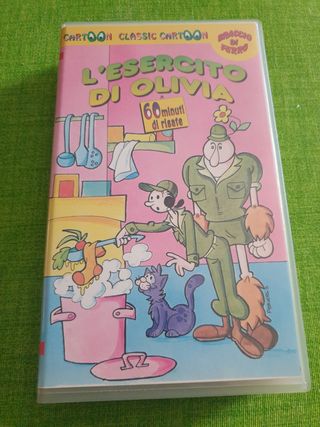 CARTOON CLASSIC CARTOON
BRACCIO DI
FERRO
L'ESERCITO
DI OLIVIA
60 minuti
di risate